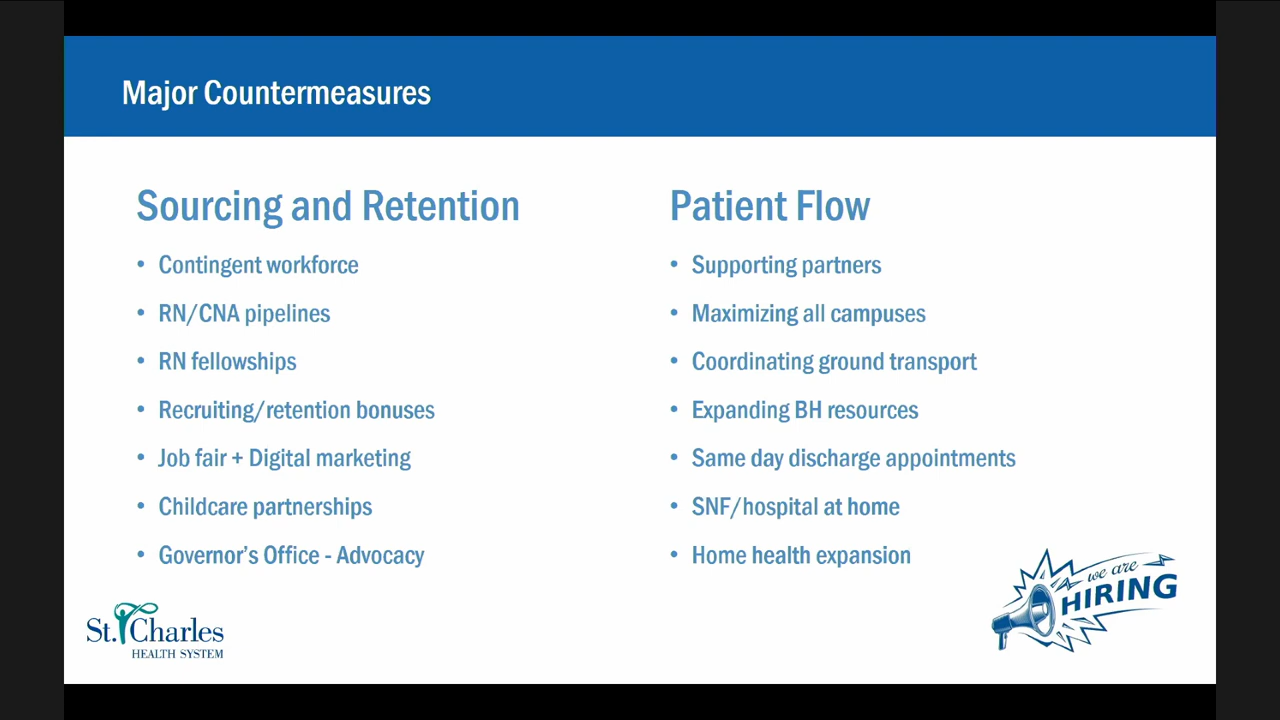 Major Countermeasures
Sourcing and Retention
• Contingent workforce
• RN/CNA pipelines
• RN fellowships
• Recruiting/retention bonuses
• Job fair + Digital marketing
• Childcare partnerships
• Governor's Office - Advocacy
Patient Flow
• Supporting partners
• Maximizing all campuses
• Coordinating ground transport
• Expanding BH resources
• Same day discharge appointments
• SNF/hospital at home
• Home health expansion
St. Charles
HEALTH SYSTEM
we are
HIRING